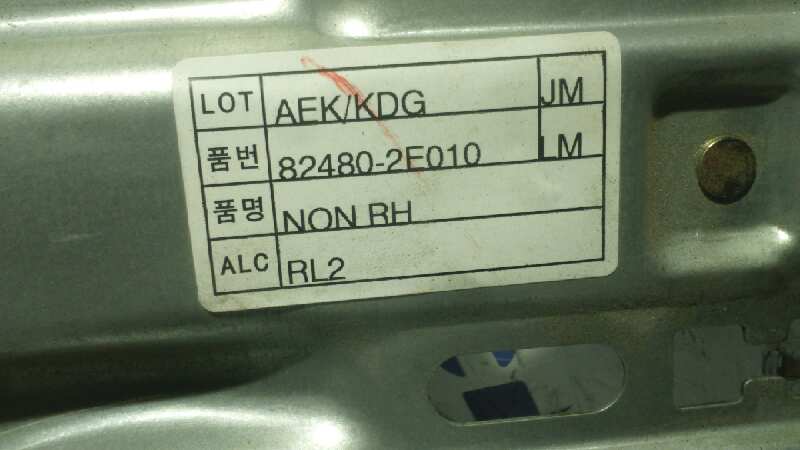 LOT AEK/KDG JM
품번 82480-2E010 LM
품명 NON RH
ALC RL2